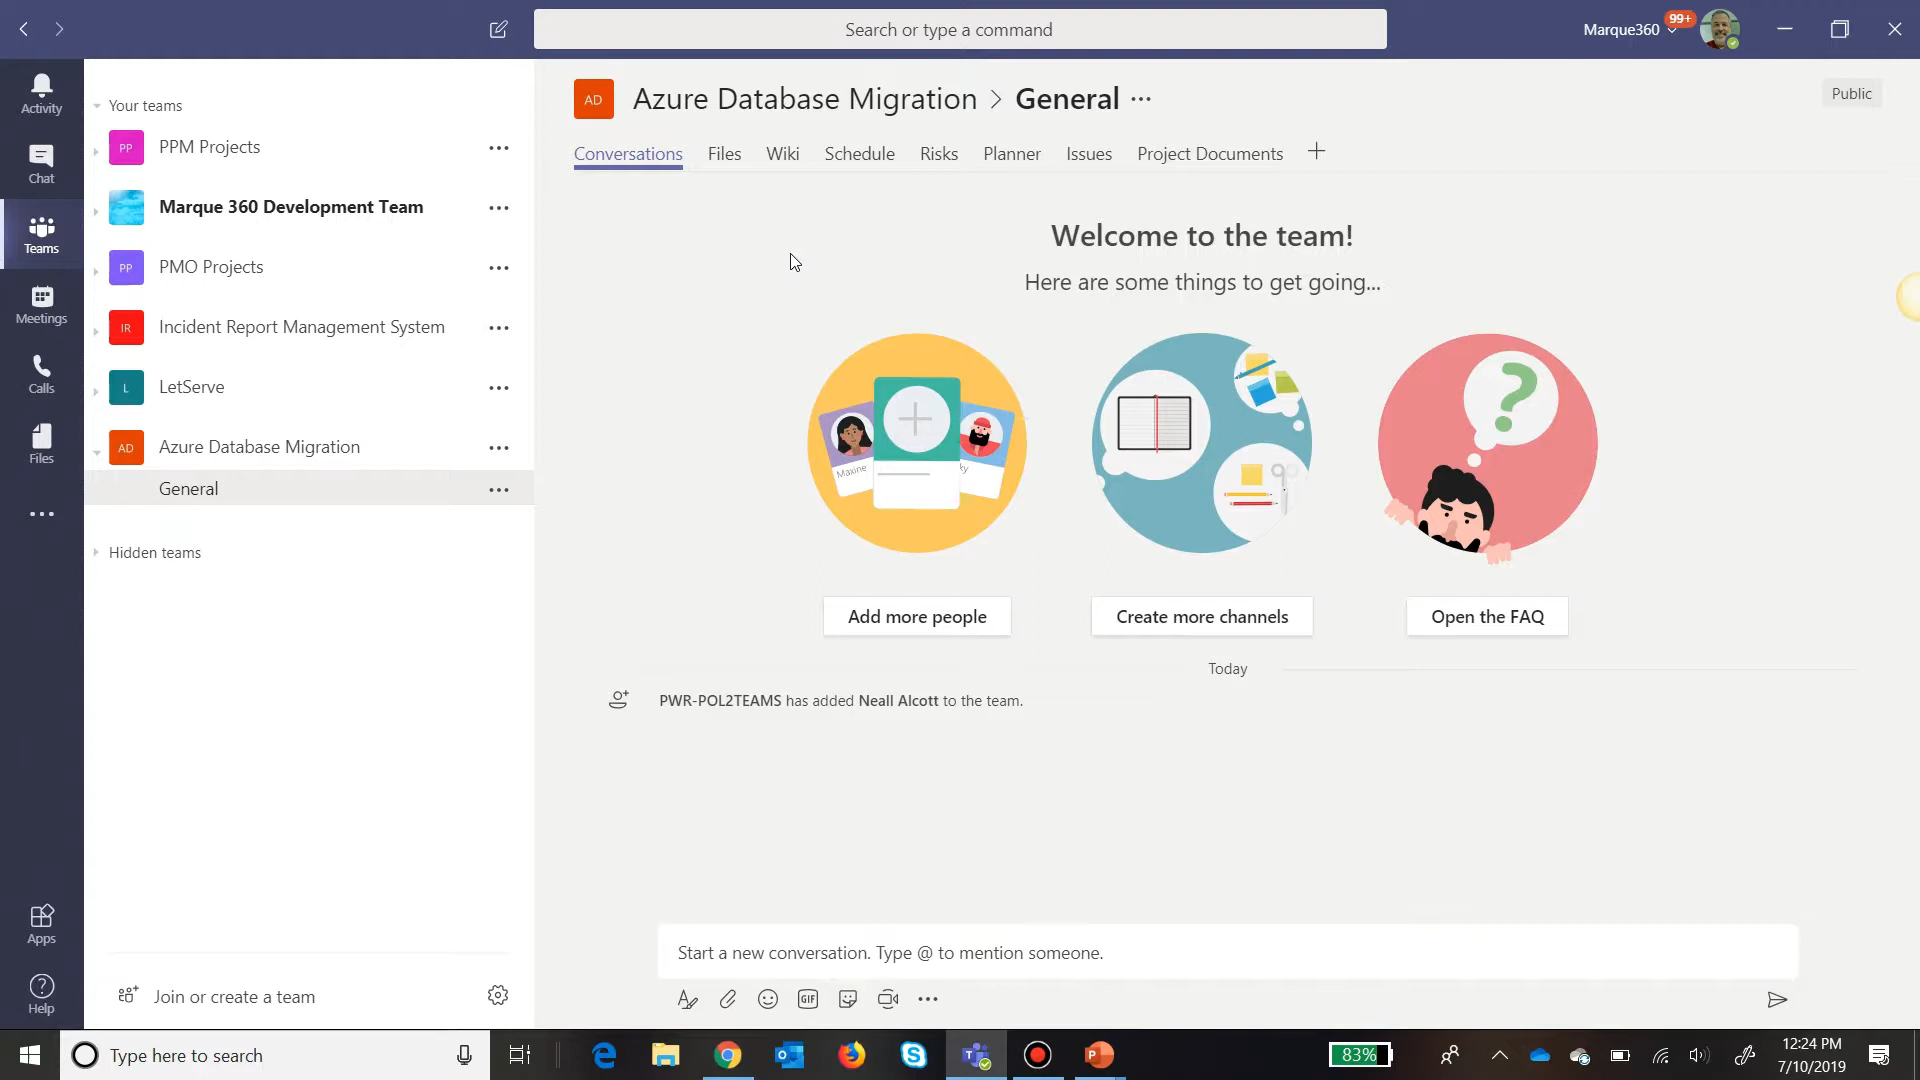 Search or type a command
Marque360
99+
Activity
Chat
Teams
Meetings
Calls
Files
Apps
Help
Your teams
PP PPM Projects
Marque 360 Development Team
PP PMO Projects
IR Incident Report Management System
L LetServe
AD Azure Database Migration
General
Hidden teams
Join or create a team
AD Azure Database Migration > General
Public
Conversations Files Wiki Schedule Risks Planner Issues Project Documents
Welcome to the team!
Here are some things to get going...
Maxine
ky
Add more people
Create more channels
Open the FAQ
Today
PWR-POL2TEAMS has added Neall Alcott to the team.
Start a new conversation. Type @ to mention someone.
GIF
Type here to search
83%
12:24 PM
7/10/2019